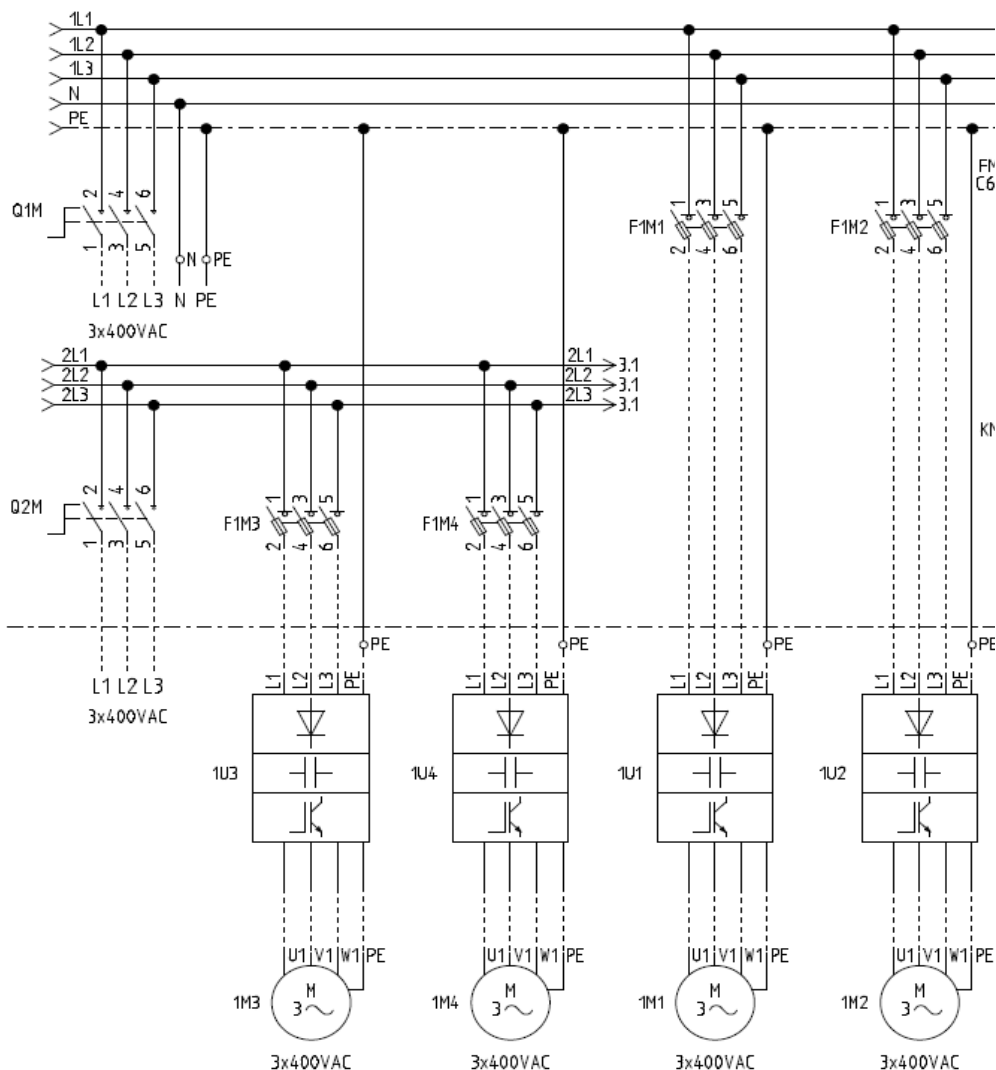 1L1
1L2
1L3
N
PE
FM
C6
Q1M
2 4 6
1 3 5
N PE
L1 L2 L3 N PE
3x400VAC
F1M1
1 3 5
2 4 6
F1M2
1 3 5
2 4 6
2L1 2L1 3.1
2L2 2L2 3.1
2L3 2L3 3.1
KN
Q2M
2 4 6
1 3 5
F1M3
1 3 5
2 4 6
F1M4
1 3 5
2 4 6
PE PE PE PE
L1 L2 L3
3x400VAC
L1 L2 L3 PE
L1 L2 L3 PE
L1 L2 L3 PE
L1 L2 L3 PE
1U3 1U4 1U1 1U2
U1 V1 W1 PE
U1 V1 W1 PE
U1 V1 W1 PE
U1 V1 W1 PE
1M3 M 3 1M4 M 3 1M1 M 3 1M2 M 3
3x400VAC 3x400VAC 3x400VAC 3x400VAC